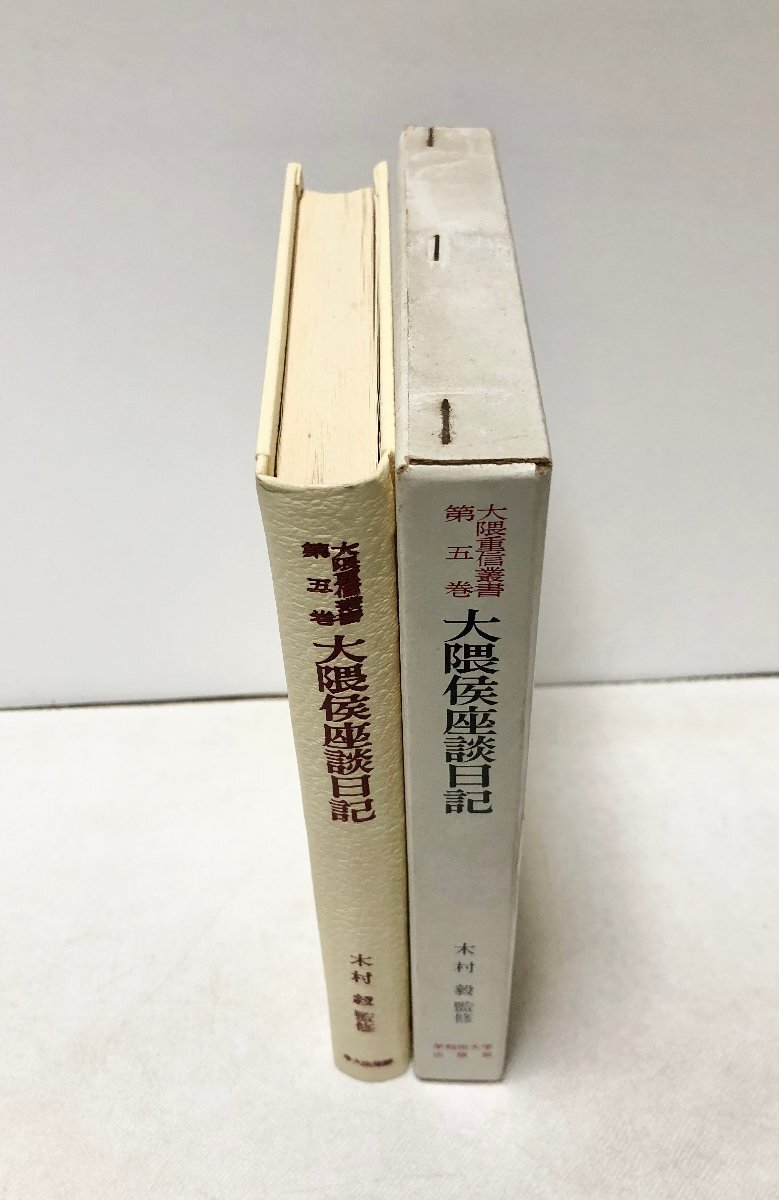 大隈重信叢書
第五巻
大隈侯座談日記
木村毅監修
大隈重信叢書
第五巻
大隈侯座談日記
木村毅監修
早稲田大学
出版部